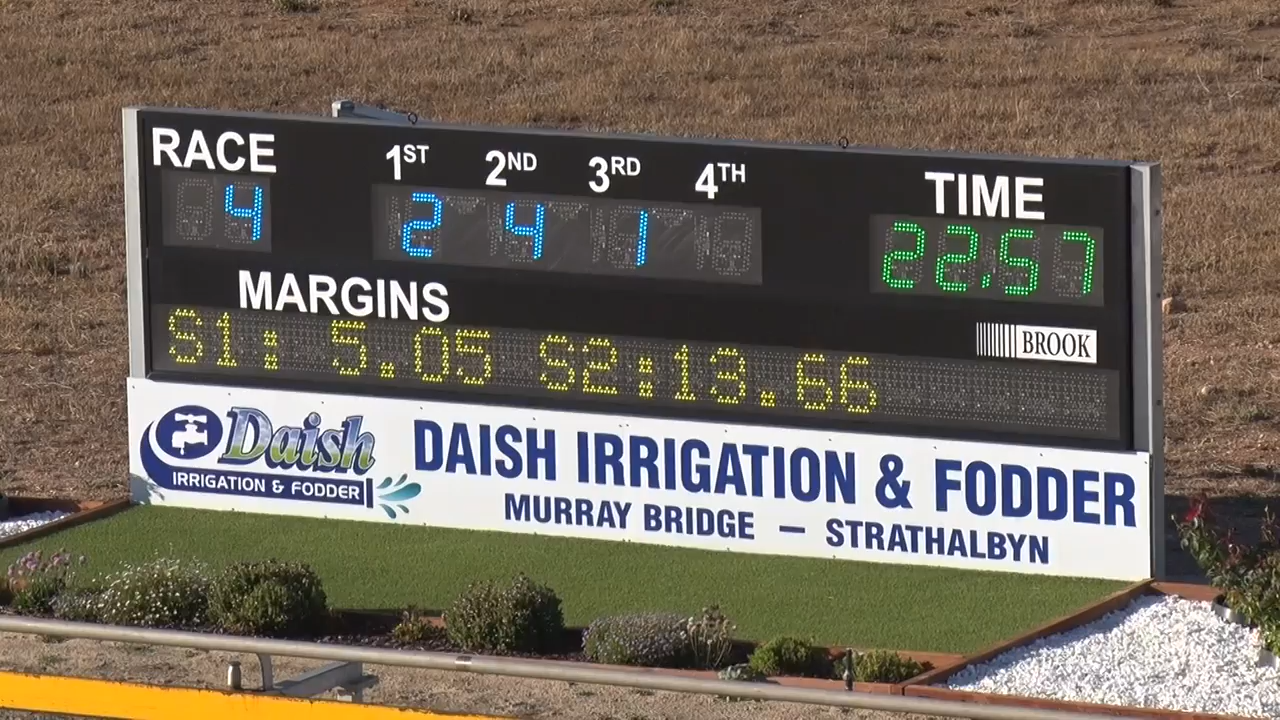 RACE 1ST 2ND 3RD 4TH TIME
4 2 4 1 22.57
MARGINS
BROOK
S1: 5.05 S2:13.66
Daish
IRRIGATION & FODDER
DAISH IRRIGATION & FODDER
MURRAY BRIDGE – STRATHALBYN